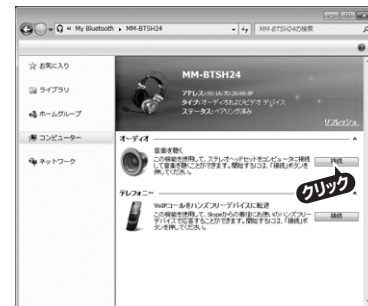 My Bluetooth ▸ MM-BTSH24
MM-BTSH24の検索
お気に入り
ライブラリ
ホームグループ
コンピューター
ネットワーク
MM-BTSH24
アドレス:00:1A:7D:26:66:8F
タイプ:オーディオおよびビデオ デバイス
ステータス:ペアリング済み
リフレッシュ
オーディオ
音楽を聴く
この機能を使用して、ステレオヘッドセットをコンピュータに接続
して音楽を聴くことができます。開始するには、「接続」ボタンを
押してください。
接続
クリック
テレフォニー
VoIPコールをハンズフリーデバイスに転送
この機能を使用して、Skypeからの着信にお使いのハンズフリー
デバイスで応答することができます。開始するには、「接続」ボ
タンを押してください。
接続